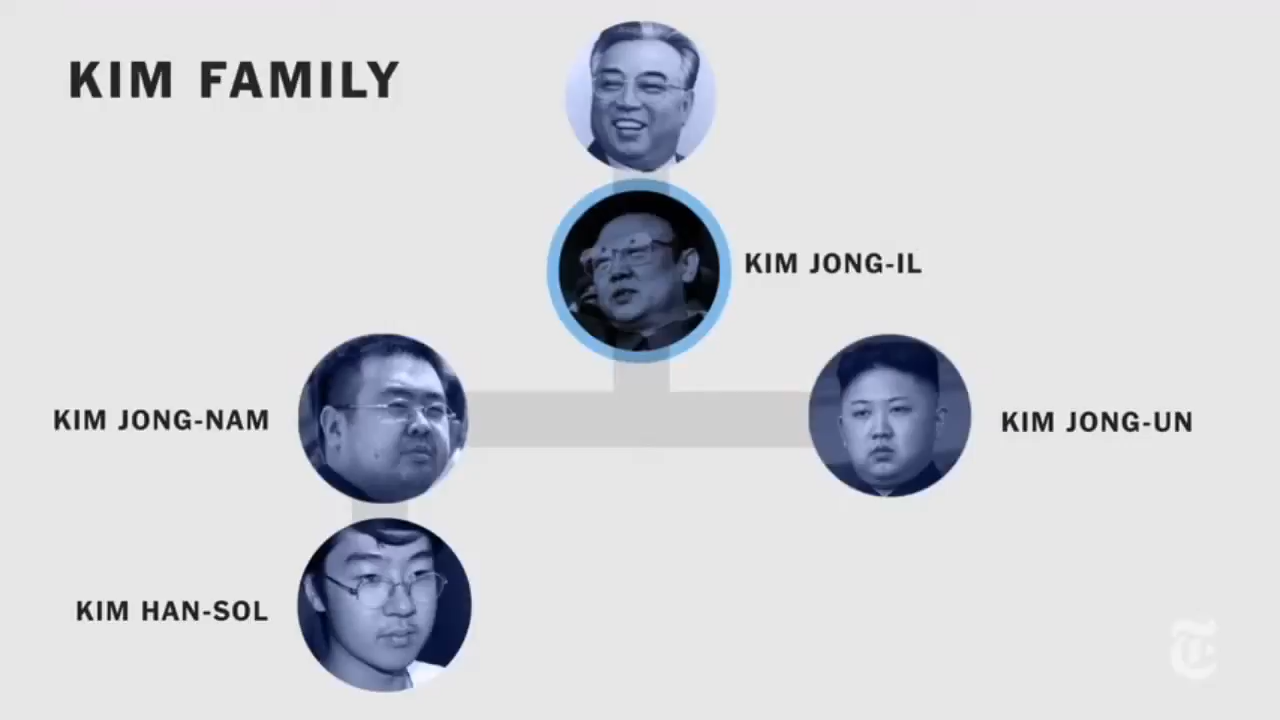 KIM FAMILY
KIM JONG-IL
KIM JONG-NAM
KIM JONG-UN
KIM HAN-SOL
T